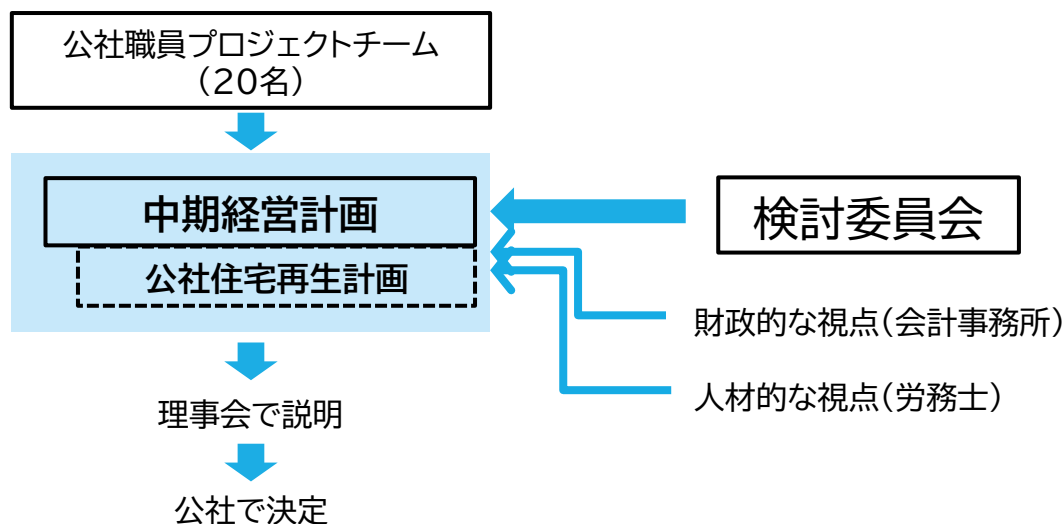 公社職員プロジェクトチーム
（20名）
中期経営計画
公社住宅再生計画
検討委員会
財政的な視点（会計事務所）
人材的な視点（労務士）
理事会で説明
公社で決定